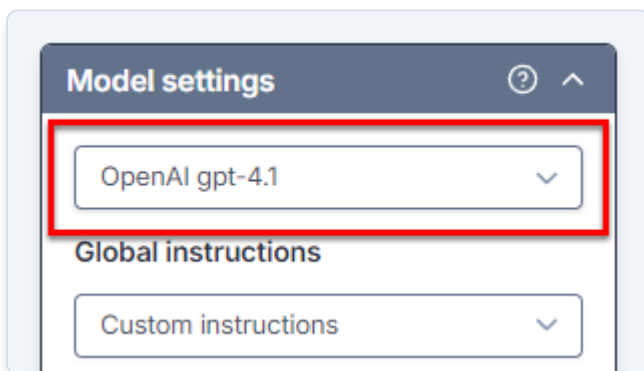 Model settings
OpenAI gpt-4.1
Global instructions
Custom instructions